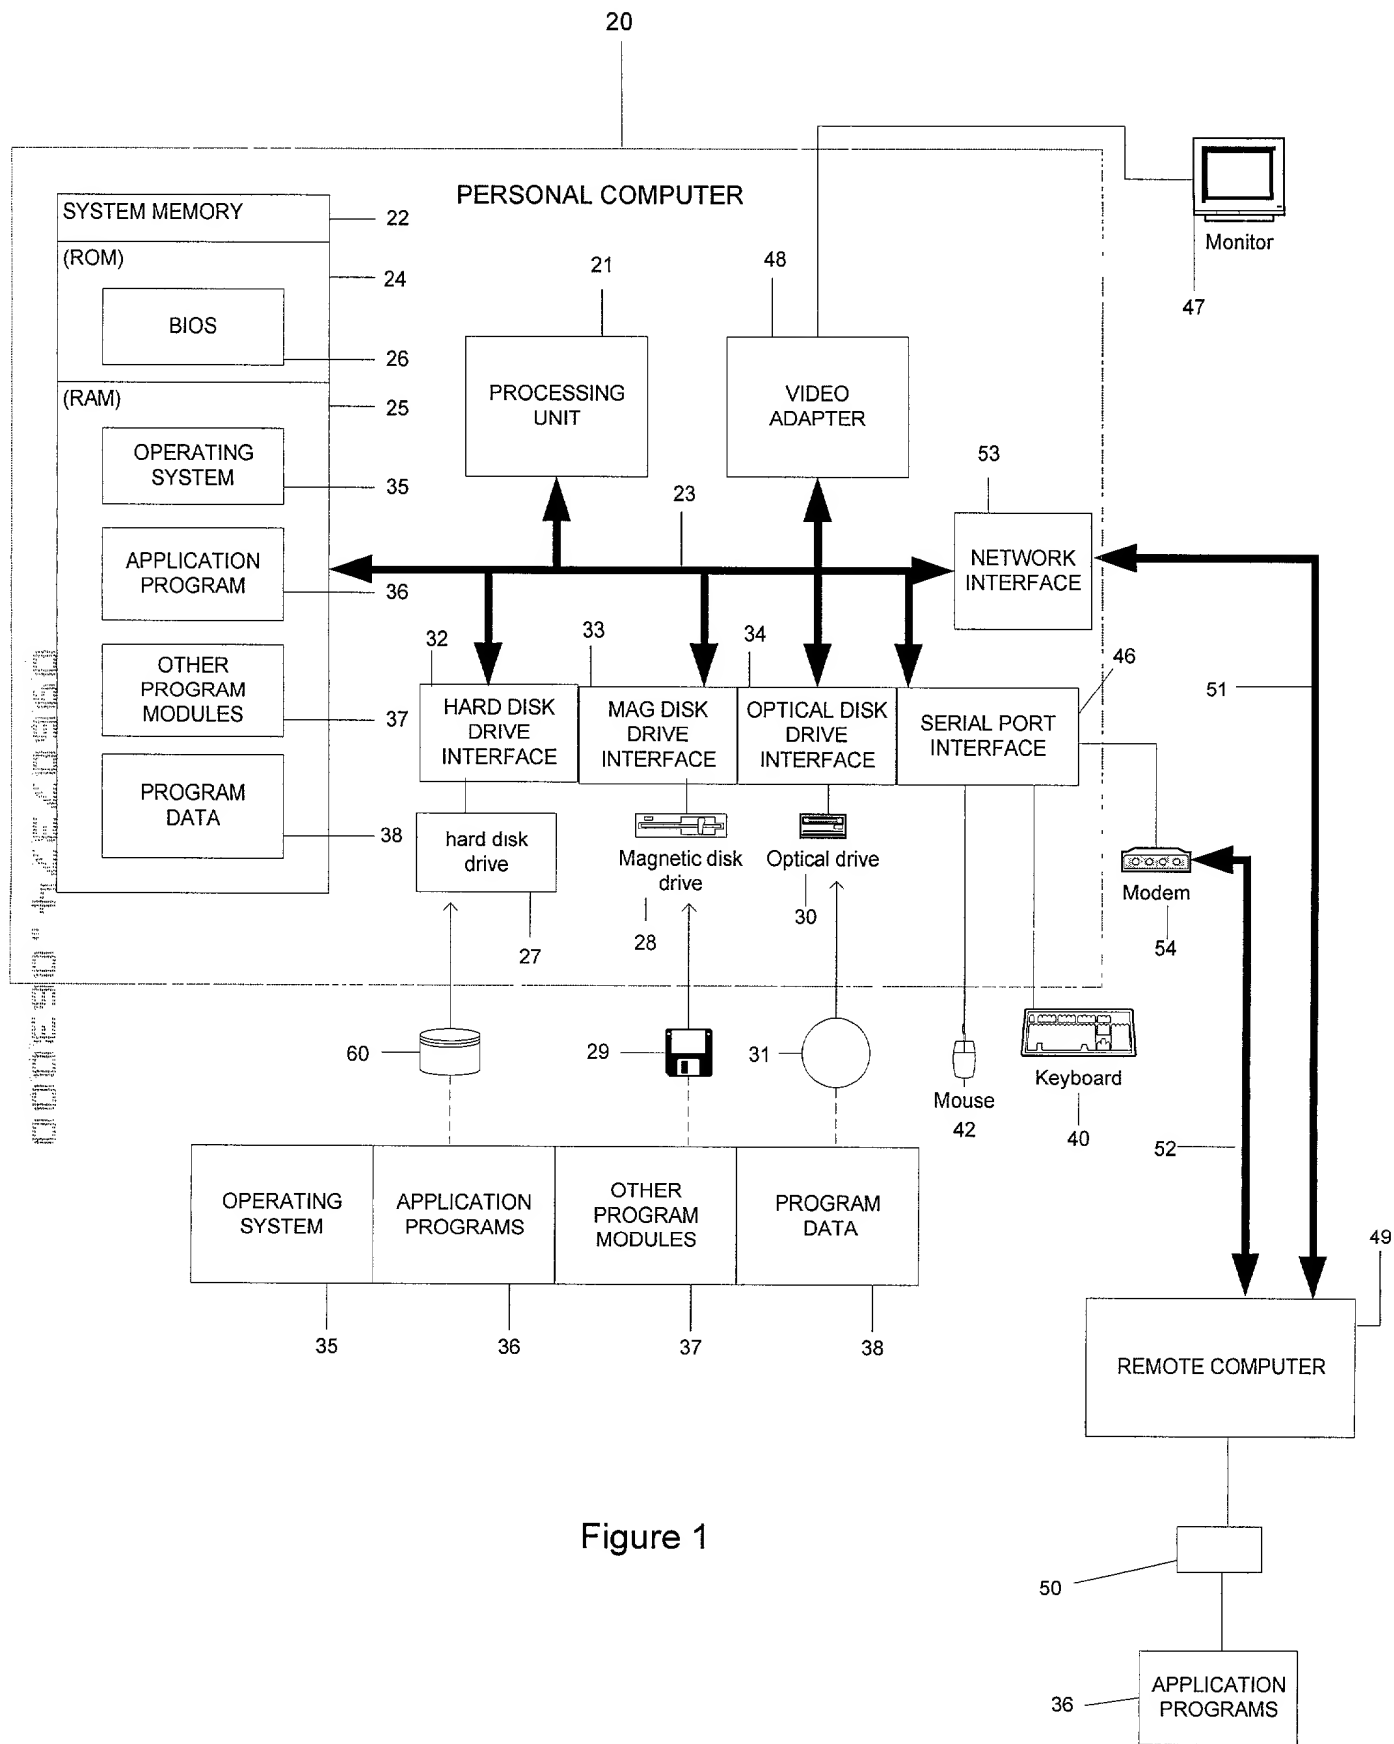 20
PERSONAL COMPUTER
SYSTEM MEMORY
22
(ROM)
24
BIOS
26
(RAM)
25
OPERATING
SYSTEM
35
APPLICATION
PROGRAM
36
OTHER
PROGRAM
MODULES
37
PROGRAM
DATA
38
21
PROCESSING
UNIT
48
VIDEO
ADAPTER
Monitor
47
23
53
NETWORK
INTERFACE
32
HARD DISK
DRIVE
INTERFACE
33
MAG DISK
DRIVE
INTERFACE
34
OPTICAL DISK
DRIVE
INTERFACE
46
SERIAL PORT
INTERFACE
51
hard disk
drive
27
Magnetic disk
drive
28
Optical drive
30
Modem
54
60
29
31
Mouse
42
Keyboard
40
52
OPERATING
SYSTEM
APPLICATION
PROGRAMS
OTHER
PROGRAM
MODULES
PROGRAM
DATA
35
36
37
38
49
REMOTE COMPUTER
Figure 1
50
36
APPLICATION
PROGRAMS